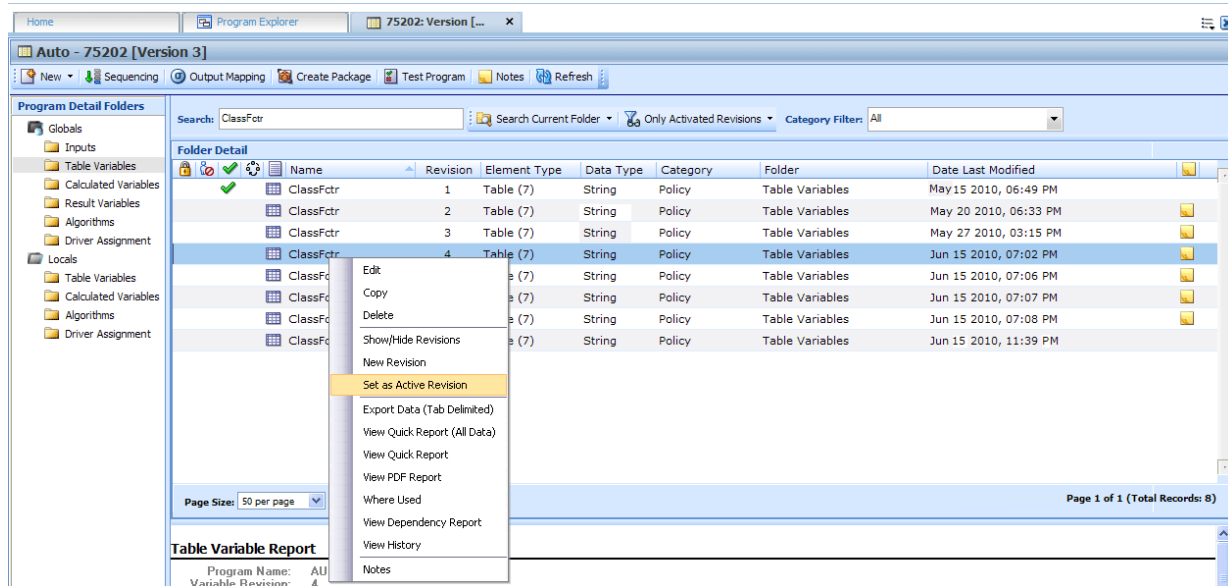 Home Program Explorer 75202: Version [... ×
Auto - 75202 [Version 3]
New Sequencing Output Mapping Create Package Test Program Notes Refresh
Program Detail Folders
Globals
Inputs
Table Variables
Calculated Variables
Result Variables
Algorithms
Driver Assignment
Locals
Table Variables
Calculated Variables
Algorithms
Driver Assignment
Search: ClassFctr Search Current Folder Only Activated Revisions Category Filter: All
Folder Detail
Name Revision Element Type Data Type Category Folder Date Last Modified
ClassFctr 1 Table (7) String Policy Table Variables May 15 2010, 06:49 PM
ClassFctr 2 Table (7) String Policy Table Variables May 20 2010, 06:33 PM
ClassFctr 3 Table (7) String Policy Table Variables May 27 2010, 03:15 PM
ClassFctr 4 Table (7) String Policy Table Variables Jun 15 2010, 07:02 PM
ClassFc e (7) String Policy Table Variables Jun 15 2010, 07:06 PM
ClassFc e (7) String Policy Table Variables Jun 15 2010, 07:07 PM
ClassFc e (7) String Policy Table Variables Jun 15 2010, 07:08 PM
ClassFc e (7) String Policy Table Variables Jun 15 2010, 11:39 PM
Edit
Copy
Delete
Show/Hide Revisions
New Revision
Set as Active Revision
Export Data (Tab Delimited)
View Quick Report (All Data)
View Quick Report
View PDF Report
Where Used
View Dependency Report
View History
Notes
Page Size: 50 per page Page 1 of 1 (Total Records: 8)
Table Variable Report
Program Name: AU
Variable Revision: 4